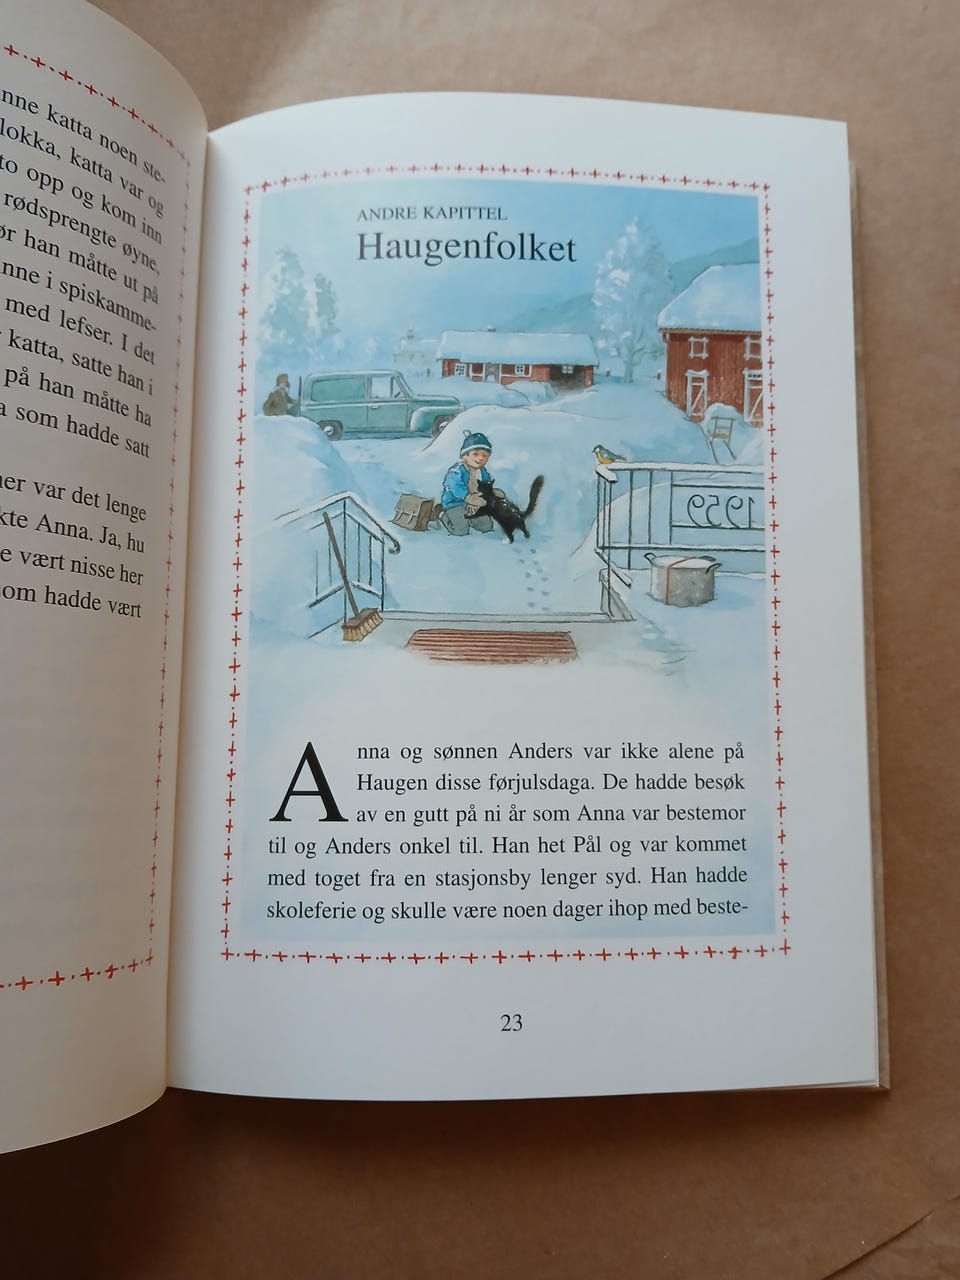 nne katta noen ste-
lokka, katta var og
to opp og kom inn
rødsprengte øyne,
ør han måtte ut på
nne i spiskamme-
med lefser. I det
katta, satte han i
på han måtte ha
a som hadde satt
er var det lenge
kte Anna. Ja, hu
e vært nisse her
som hadde vært
ANDRE KAPITTEL
Haugenfolket
1959
Anna og sønnen Anders var ikke alene på
Haugen disse førjulsdaga. De hadde besøk
av en gutt på ni år som Anna var bestemor
til og Anders onkel til. Han het Pål og var kommet
med toget fra en stasjonsby lenger syd. Han hadde
skoleferie og skulle være noen dager ihop med beste-
23